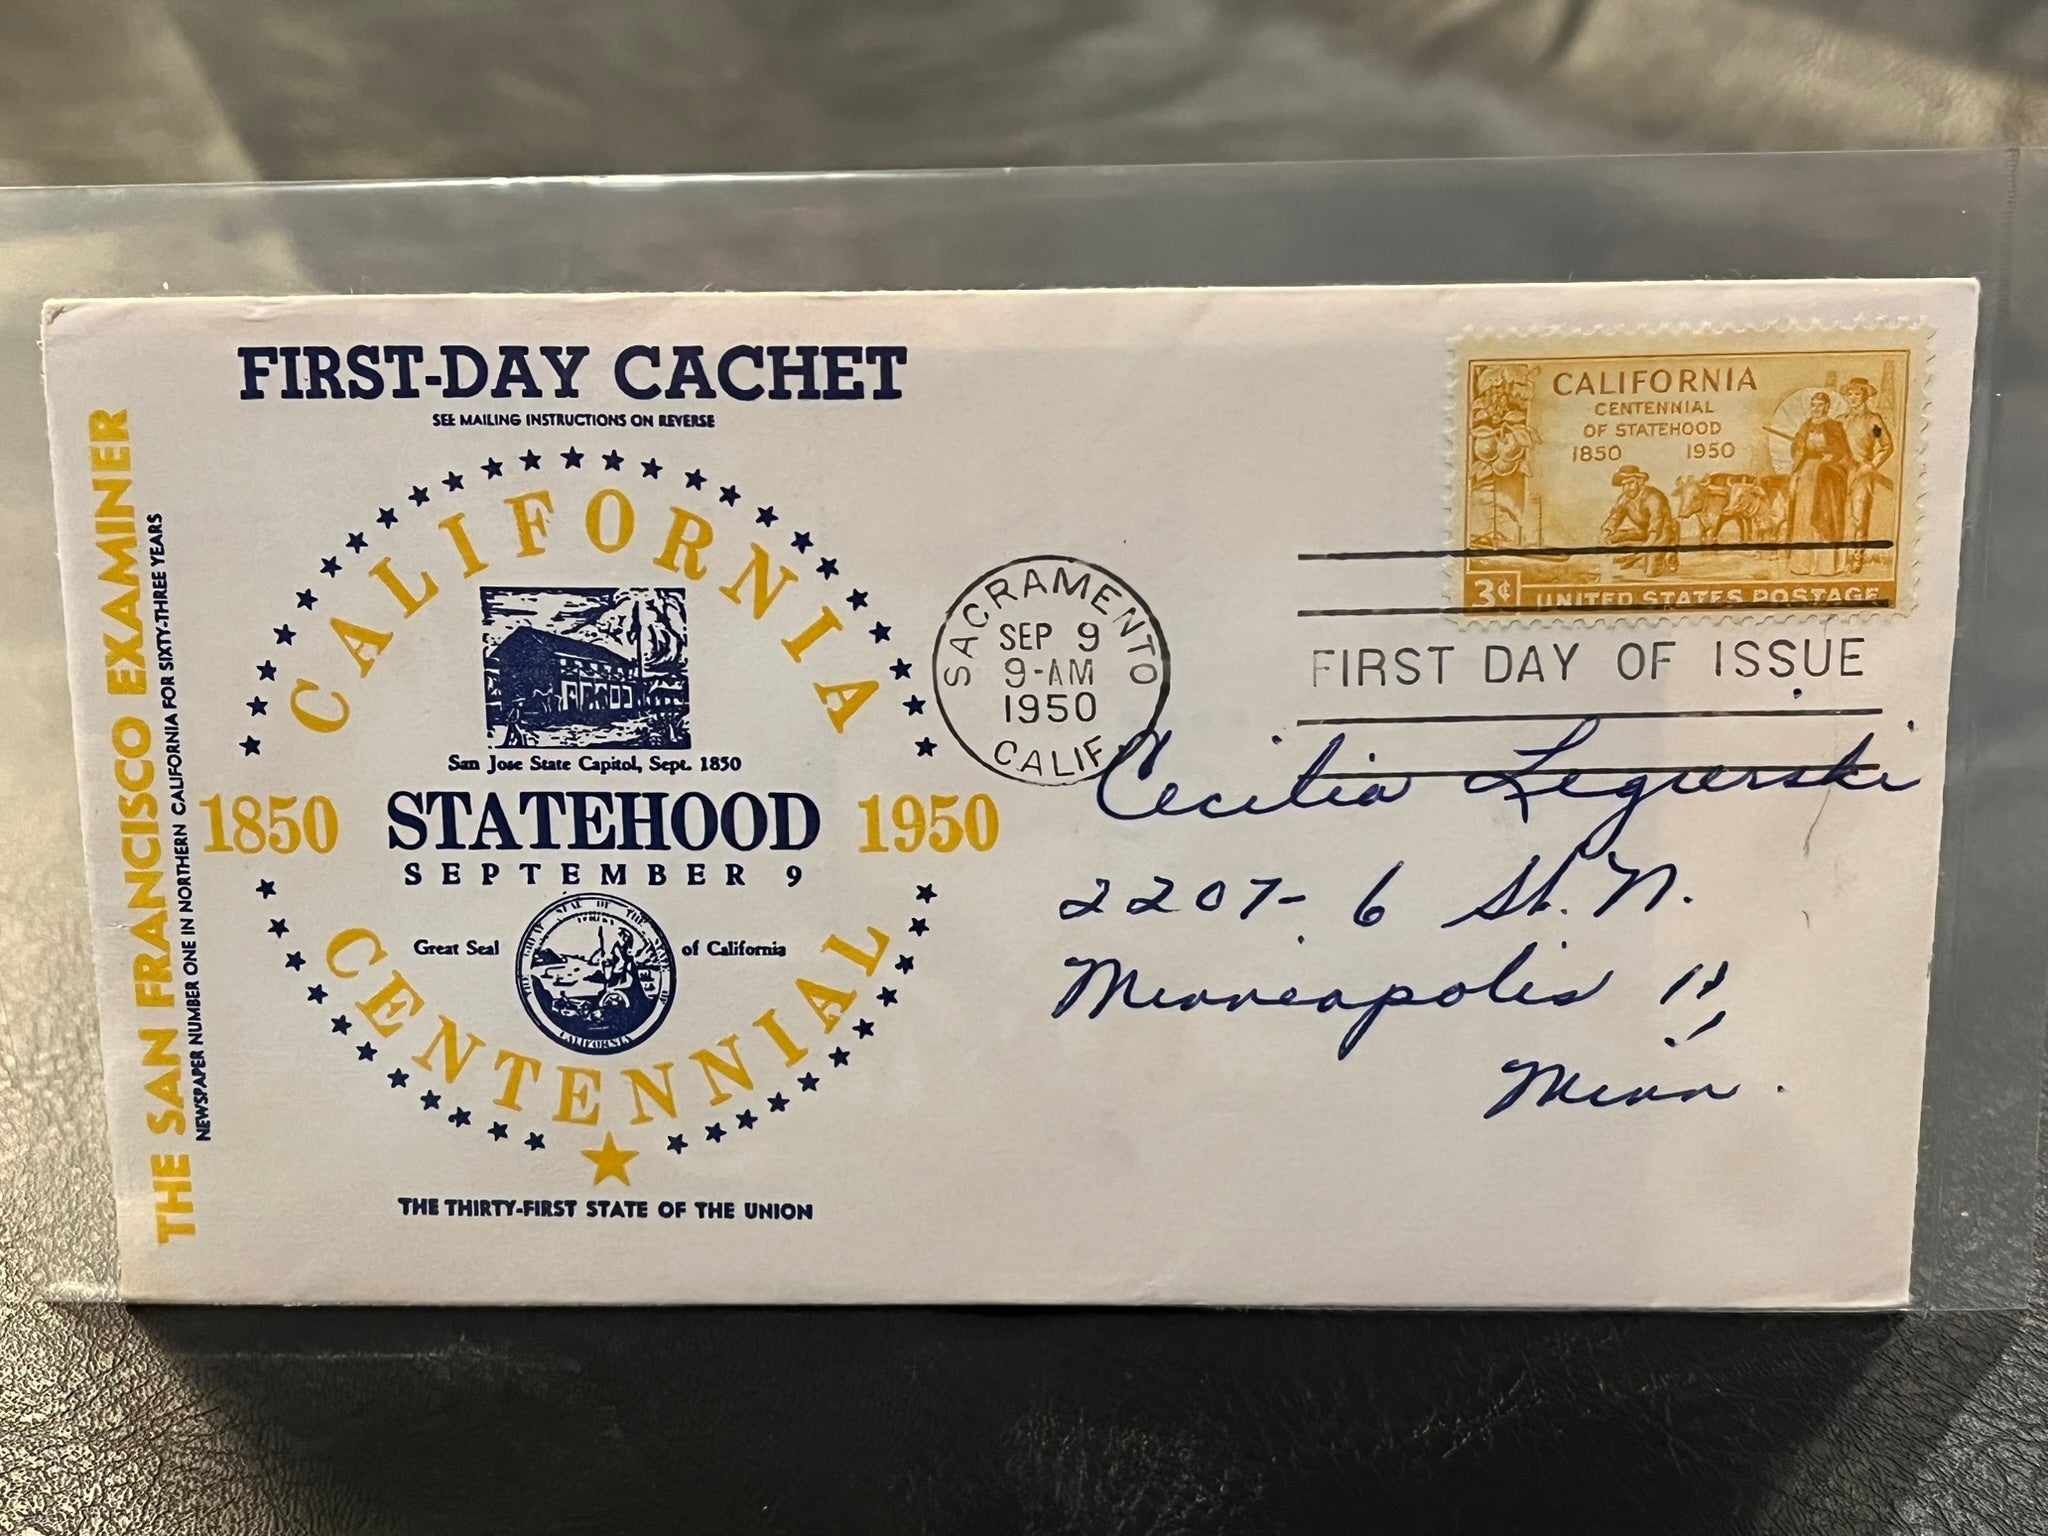 FIRST-DAY CACHET
SEE MAILING INSTRUCTIONS ON REVERSE
THE SAN FRANCISCO EXAMINER
NEWSPAPER NUMBER ONE IN NORTHERN CALIFORNIA FOR SIXTY-THREE YEARS
CALIFORNIA
San Jose State Capitol, Sept. 1850
1850 STATEHOOD 1950
SEPTEMBER 9
Great Seal of California
CENTENNIAL
THE THIRTY-FIRST STATE OF THE UNION
SACRAMENTO
SEP 9
9-AM
1950
CALIF
CALIFORNIA
CENTENNIAL
OF STATEHOOD
1850 1950
3¢ UNITED STATES POSTAGE
FIRST DAY OF ISSUE
Cecilia Legierski
2207- 6 St. N.
Minneapolis 11
Minn.